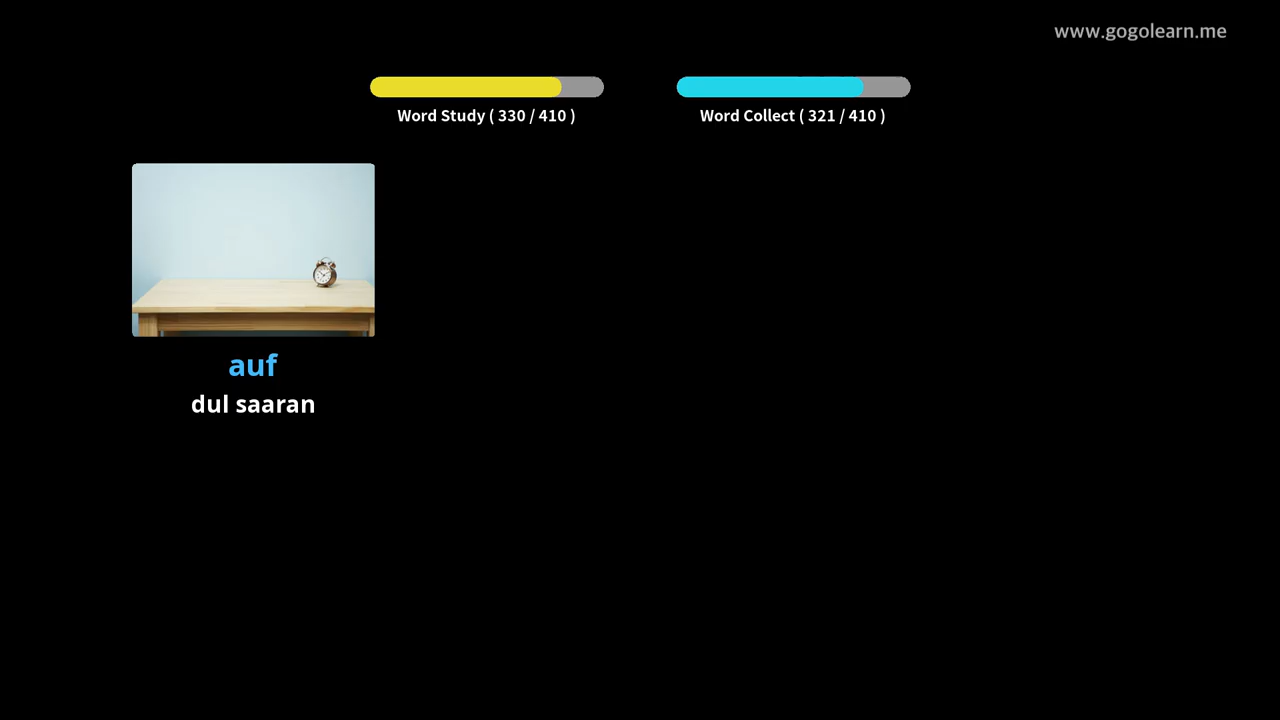 www.gogolearn.me
Word Study ( 330 / 410 )
Word Collect ( 321 / 410 )
auf
dul saaran